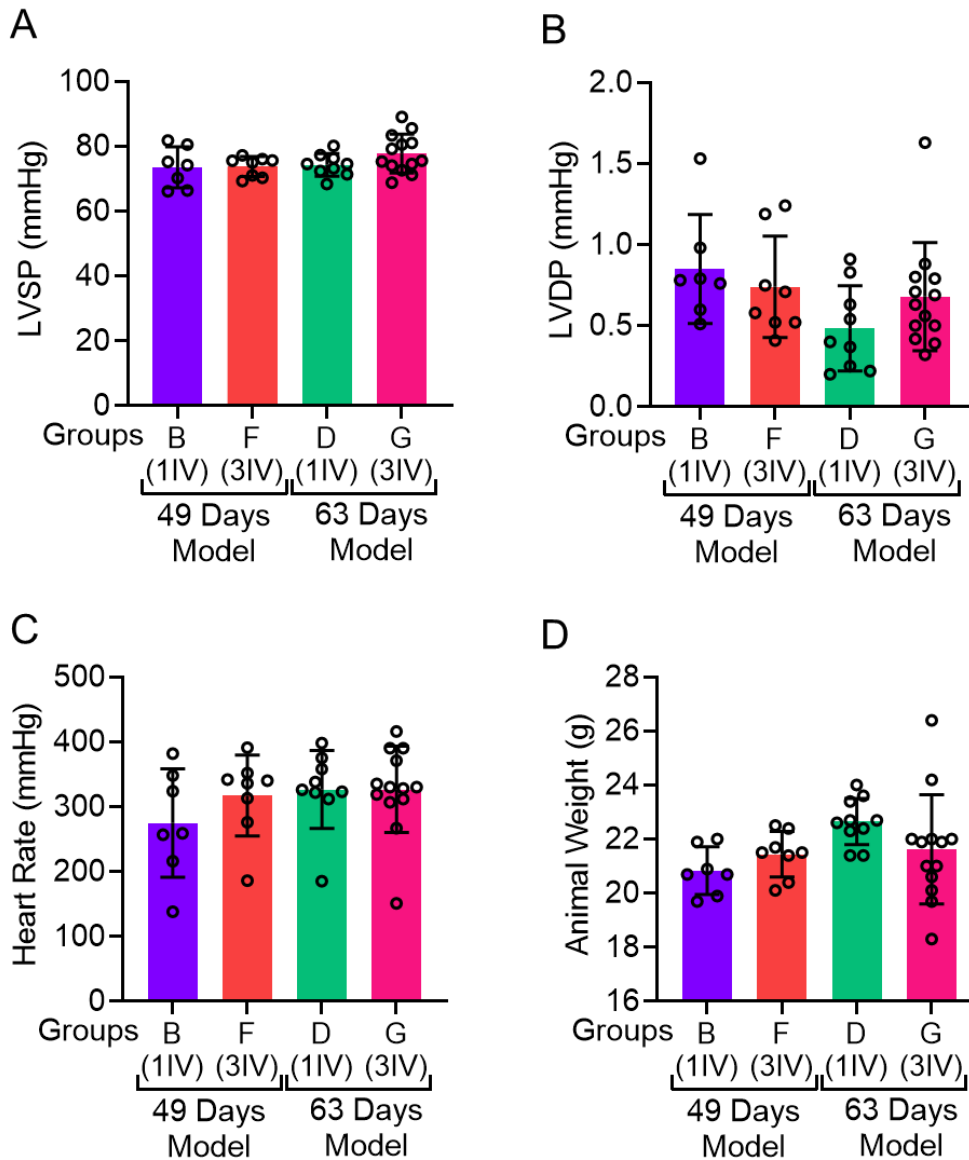 A
LVSP (mmHg)
100
80
60
40
20
0
Groups B F D G
(1IV) (3IV) (1IV) (3IV)
49 Days Model 63 Days Model
B
LVDP (mmHg)
2.0
1.5
1.0
0.5
0.0
Groups B F D G
(1IV) (3IV) (1IV) (3IV)
49 Days Model 63 Days Model
C
Heart Rate (mmHg)
500
400
300
200
100
0
Groups B F D G
(1IV) (3IV) (1IV) (3IV)
49 Days Model 63 Days Model
D
Animal Weight (g)
28
26
24
22
20
18
16
Groups B F D G
(1IV) (3IV) (1IV) (3IV)
49 Days Model 63 Days Model